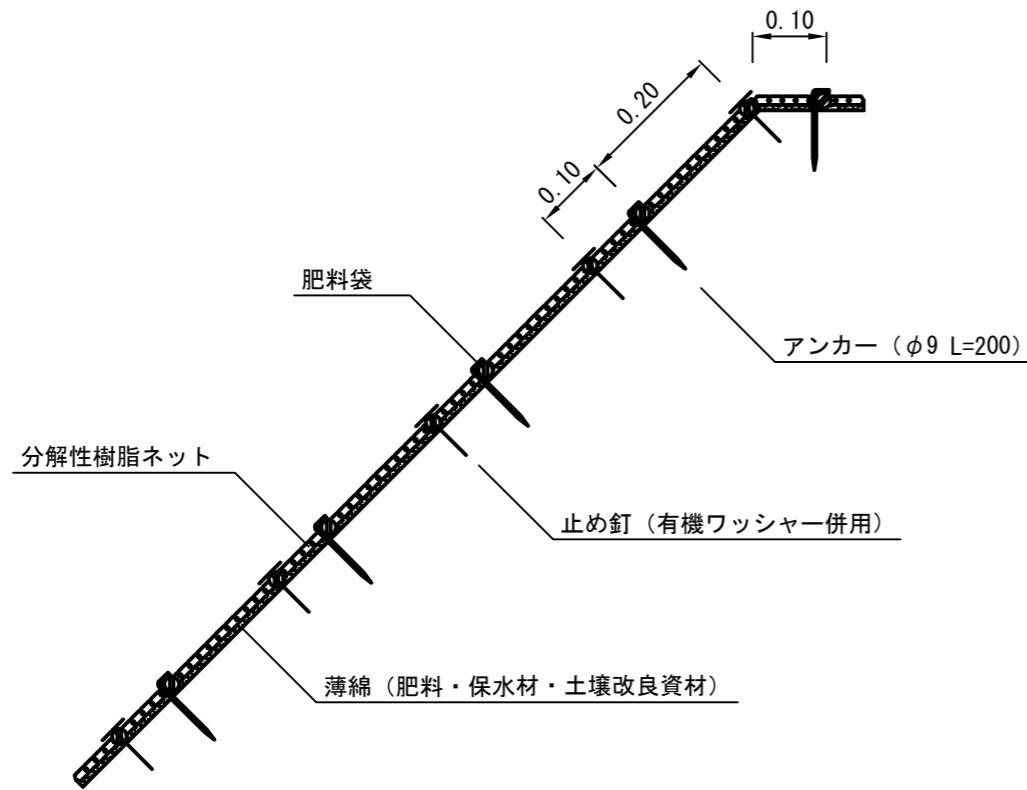 0.10
0.20
0.10
肥料袋
アンカー（φ9 L=200）
分解性樹脂ネット
止め釘（有機ワッシャー併用）
薄綿（肥料・保水材・土壌改良資材）